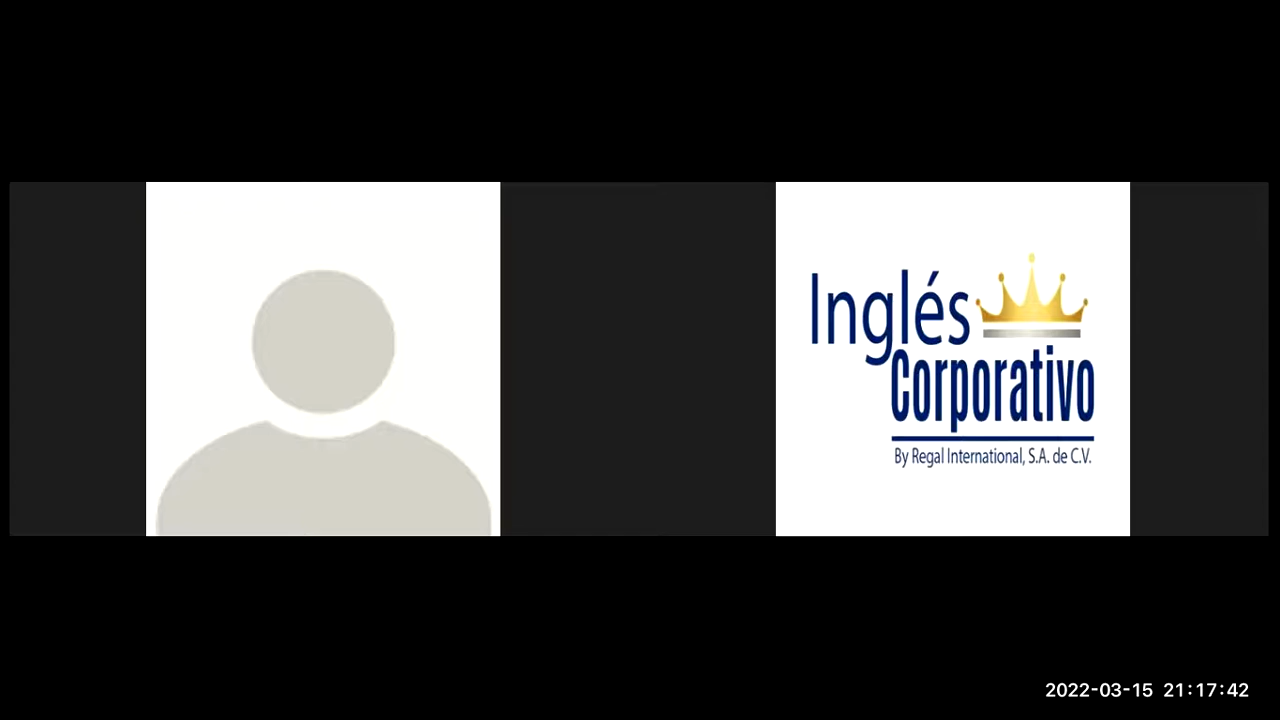 Inglés
Corporativo
By Regal International, S.A. de C.V.
2022-03-15 21:17:42